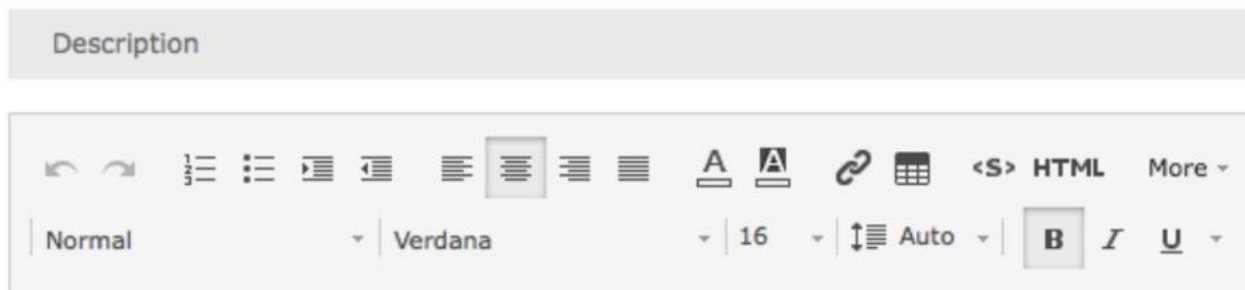 Description
A A <S> HTML More
Normal Verdana 16 Auto B I U